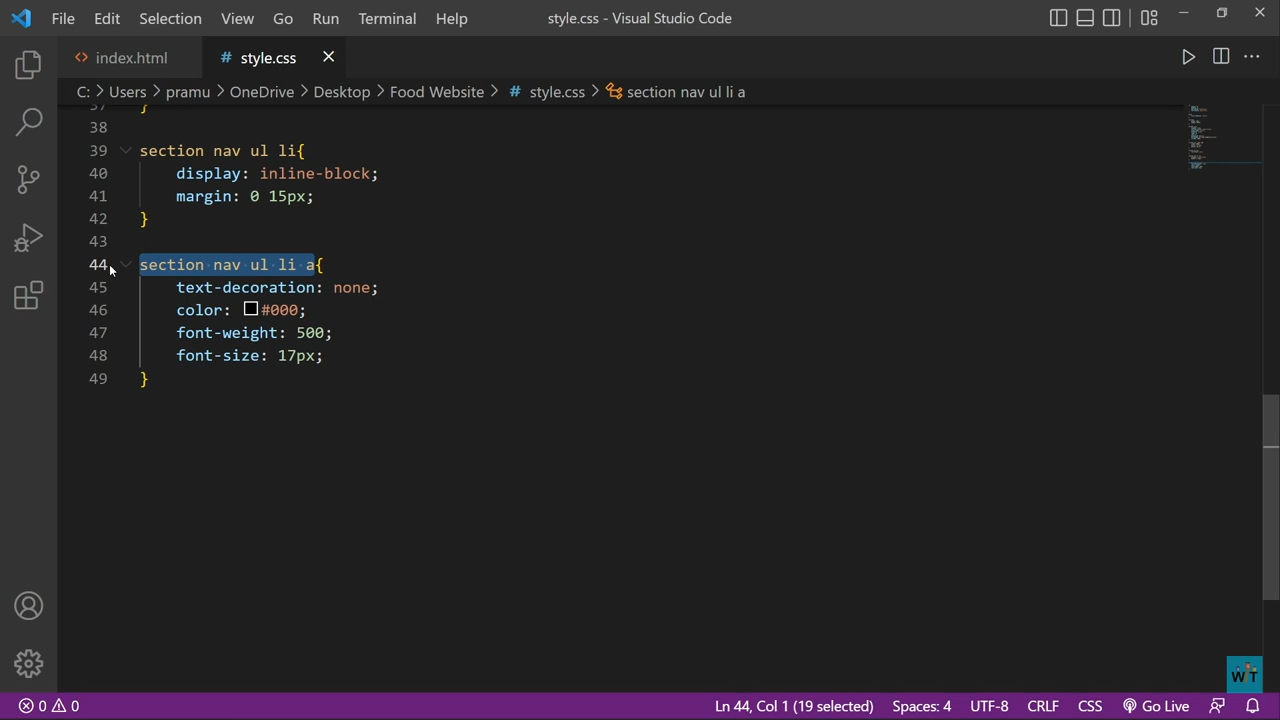 File Edit Selection View Go Run Terminal Help style.css - Visual Studio Code
<> index.html # style.css
C: > Users > pramu > OneDrive > Desktop > Food Website > # style.css > section nav ul li a
37 }
38
39 section nav ul li{
40 display: inline-block;
41 margin: 0 15px;
42 }
43
44 section nav ul li a{
45 text-decoration: none;
46 color: #000;
47 font-weight: 500;
48 font-size: 17px;
49 }
WT
0 0 Ln 44, Col 1 (19 selected) Spaces: 4 UTF-8 CRLF CSS Go Live